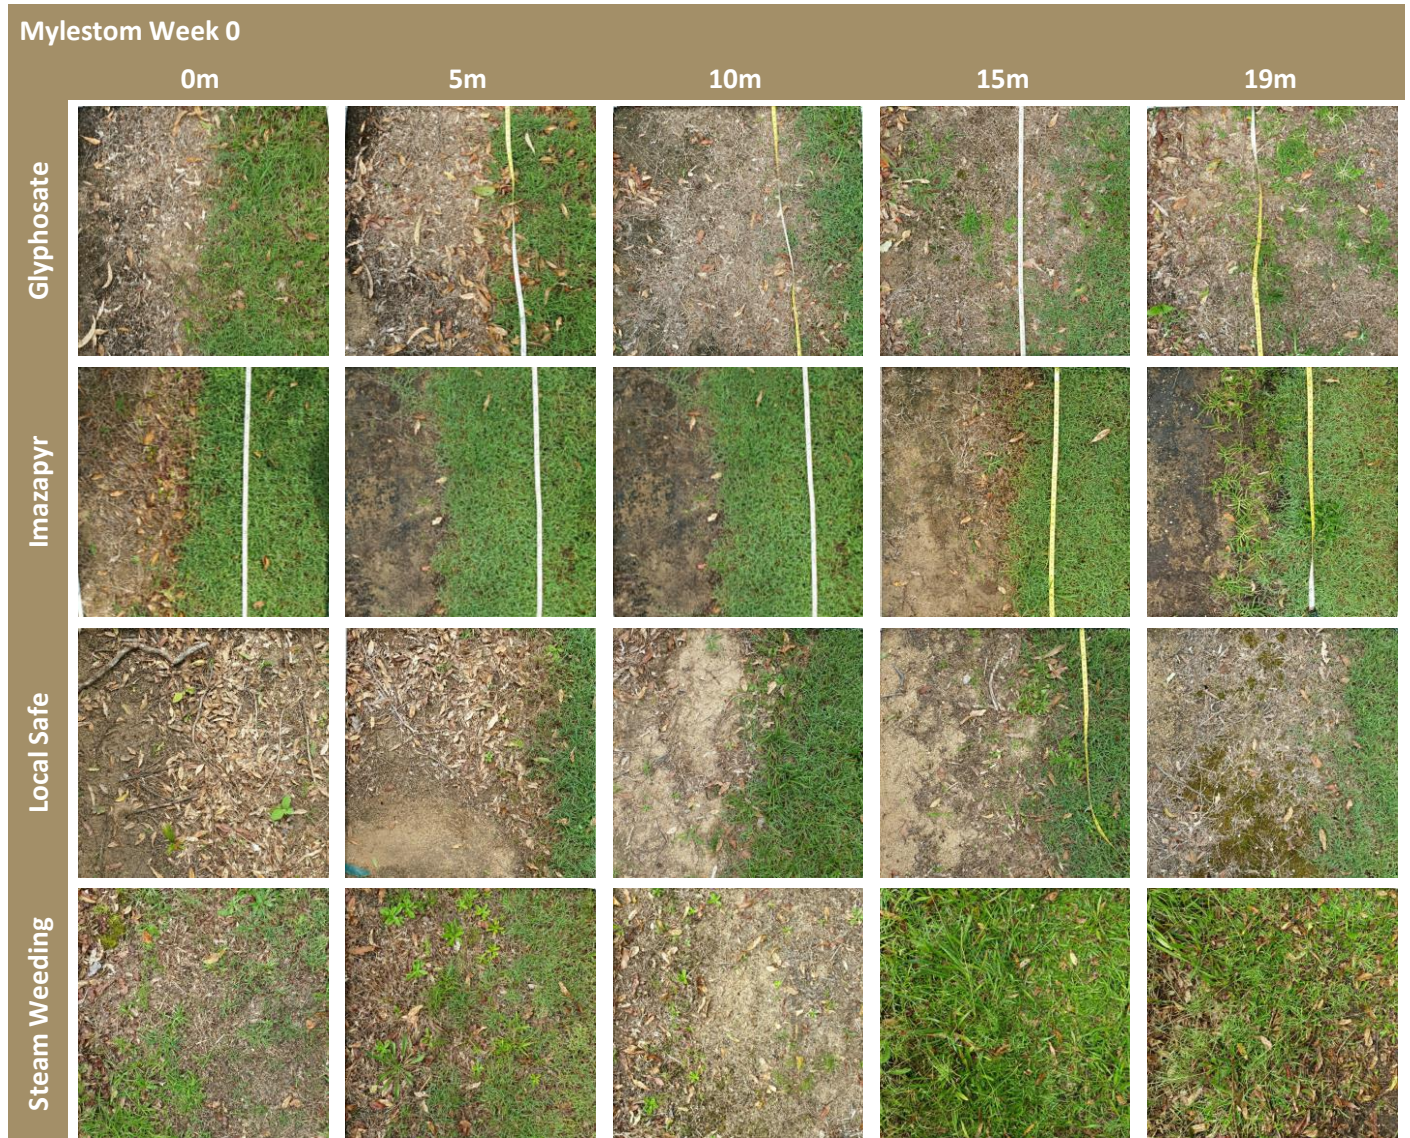 Mylestom Week 0
0m 5m 10m 15m 19m
Glyphosate
Imazapyr
Local Safe
Steam Weeding